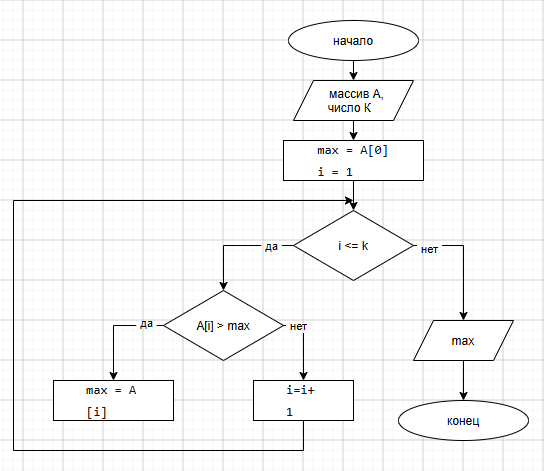 начало
массив А,
число К
max = A[0]
i = 1
i <= k
да
нет
A[i] > max
да
нет
max
max = A
[i]
i=i+
1
конец